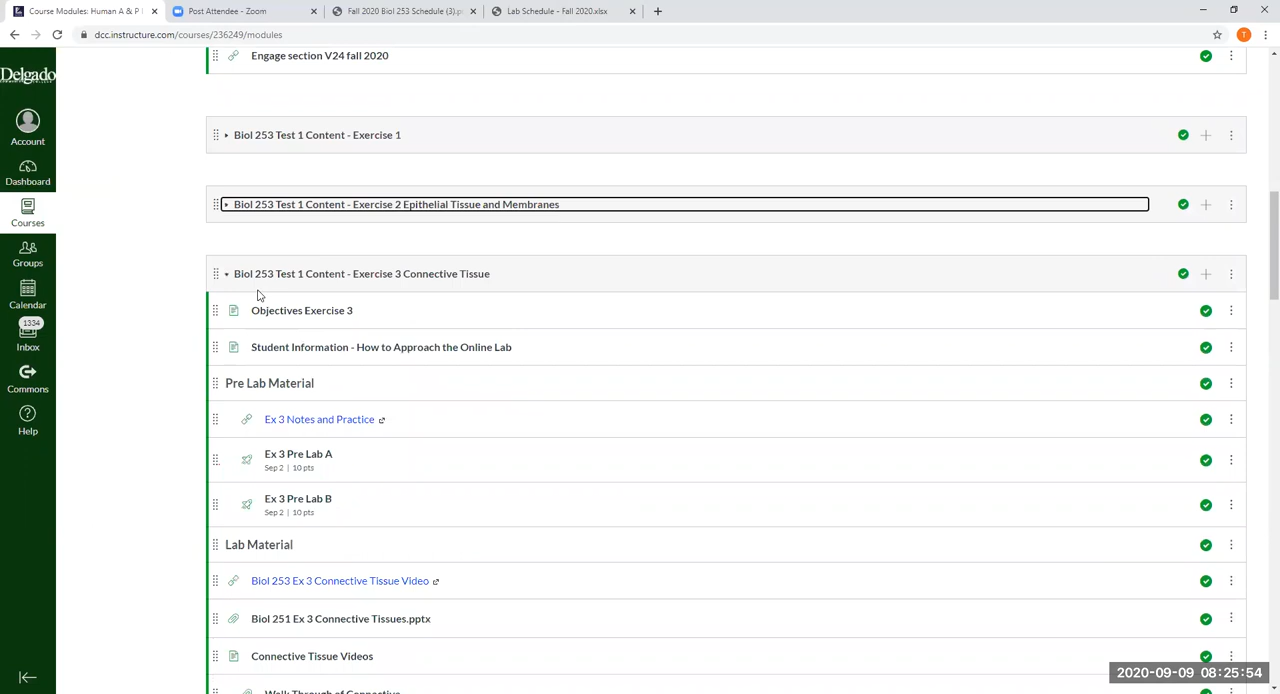 Course Modules: Human A & P
Post Attendee - Zoom
Fall 2020 Biol 253 Schedule (3).p
Lab Schedule - Fall 2020.xlsx
dcc.instructure.com/courses/236249/modules
T
Delgado
Account
Dashboard
Courses
Groups
Calendar
1334
Inbox
Commons
Help
Engage section V24 fall 2020
Biol 253 Test 1 Content - Exercise 1
Biol 253 Test 1 Content - Exercise 2 Epithelial Tissue and Membranes
Biol 253 Test 1 Content - Exercise 3 Connective Tissue
Objectives Exercise 3
Student Information - How to Approach the Online Lab
Pre Lab Material
Ex 3 Notes and Practice
Ex 3 Pre Lab A
Sep 2 | 10 pts
Ex 3 Pre Lab B
Sep 2 | 10 pts
Lab Material
Biol 253 Ex 3 Connective Tissue Video
Biol 251 Ex 3 Connective Tissues.pptx
Connective Tissue Videos
Walk Through of Connective
2020-09-09 08:25:54